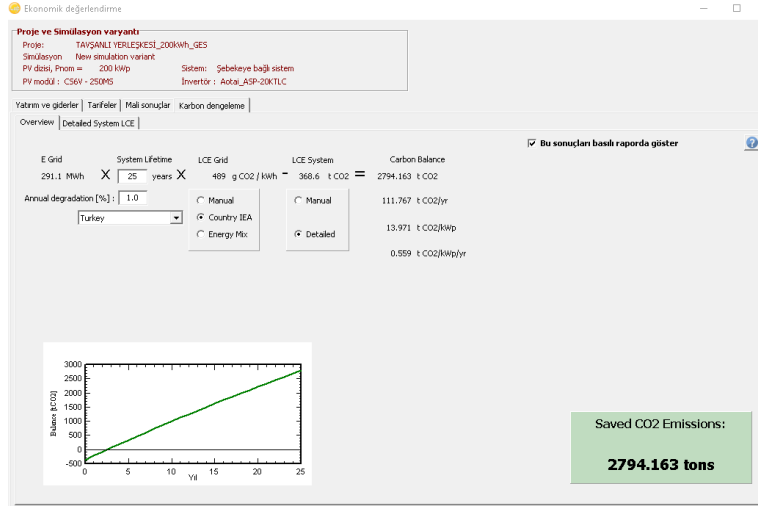 Ekonomik değerlendirme
Proje ve Simülasyon varyantı
Proje: TAVŞANLI YERLEŞKESİ_200kWh_GES
Simülasyon New simulation variant
PV dizisi, Pnom = 200 kWp Sistem: Şebekeye bağlı sistem
PV modül : CS6V - 250MS İnvertör : Aotai_ASP-20KTLC
Yatırım ve giderler Tarifeler Mali sonuçlar Karbon dengeleme
Overview Detailed System LCE
Bu sonuçları basılı raporda göster
E Grid System Lifetime LCE Grid LCE System Carbon Balance
291.1 MWh X 25 years X 489 g CO2 / kWh - 368.6 t CO2 = 2794.163 t CO2
Annual degradation [%] : 1.0 Manual Manual 111.767 t CO2/yr
Turkey Country IEA
13.971 t CO2/kWp
Energy Mix Detailed
0.559 t CO2/kWp/yr
3000
2500
2000
1500
1000
500
0
-500
Balance [tCO2]
0 5 10 15 20 25
Yıl
Saved CO2 Emissions:
2794.163 tons